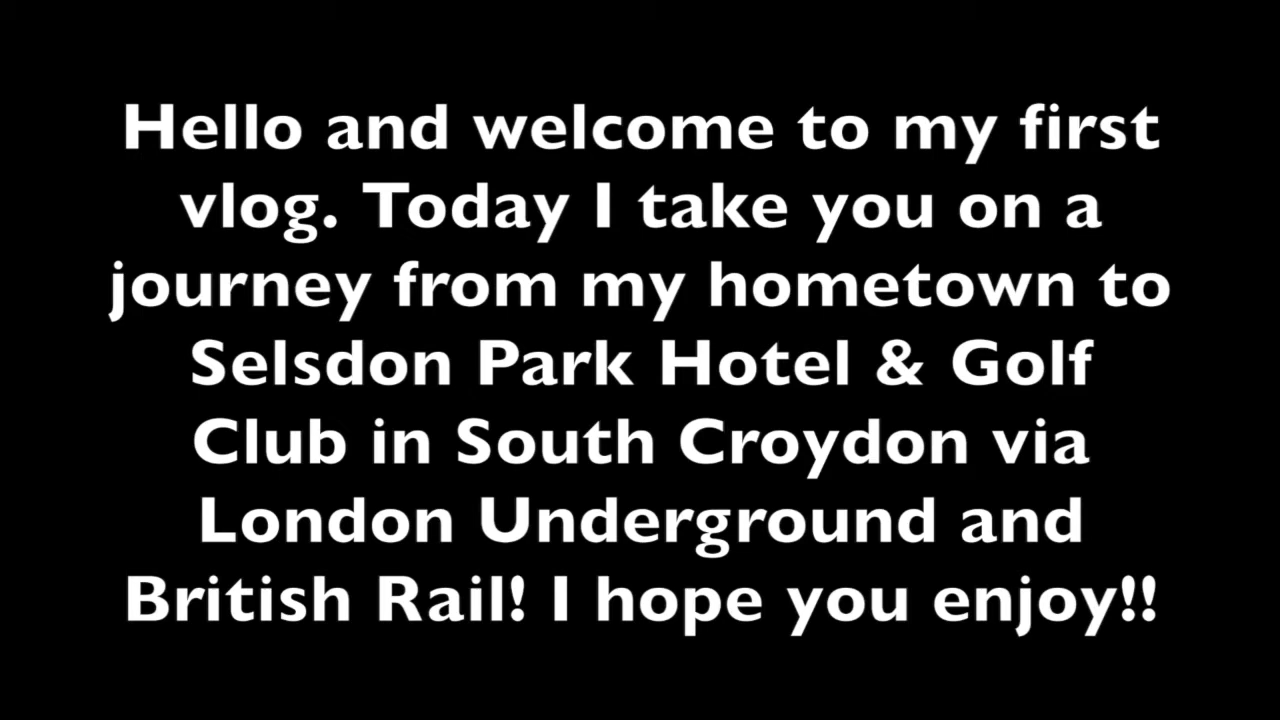 Hello and welcome to my first
vlog. Today I take you on a
journey from my hometown to
Selsdon Park Hotel & Golf
Club in South Croydon via
London Underground and
British Rail! I hope you enjoy!!